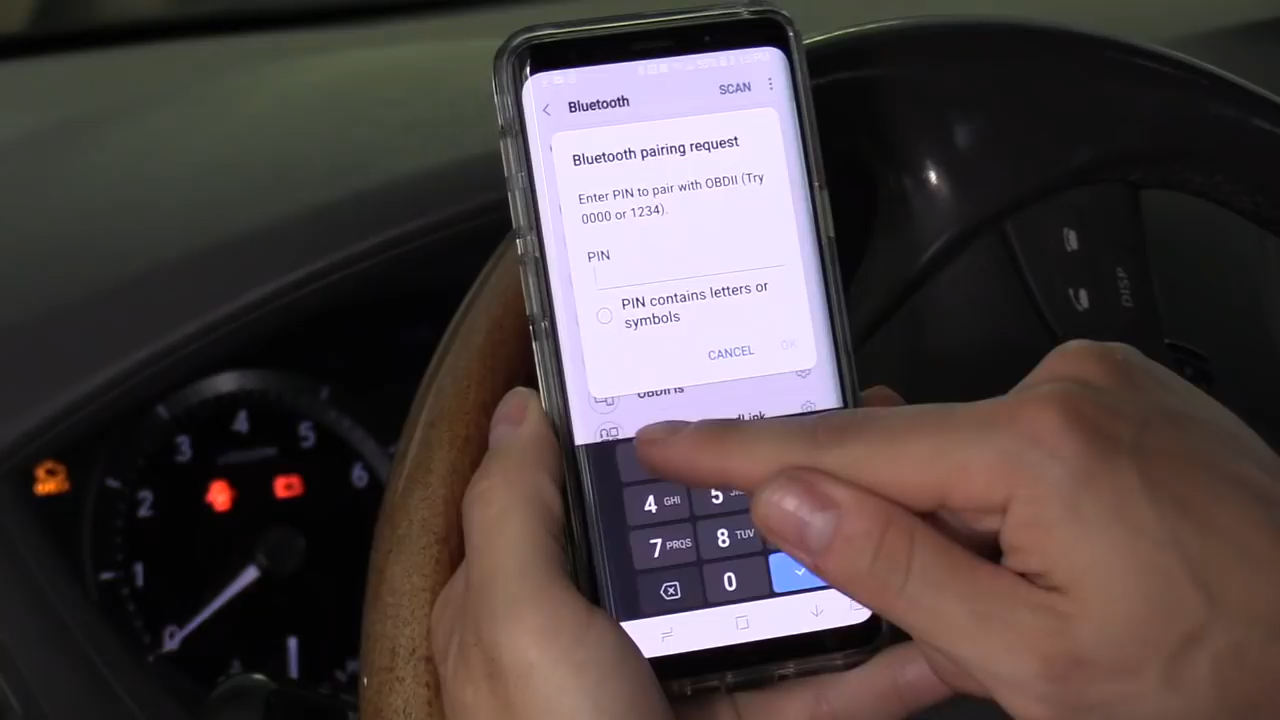 Bluetooth
SCAN
Bluetooth pairing request
Enter PIN to pair with OBDII (Try
0000 or 1234).
PIN
PIN contains letters or
symbols
CANCEL
OK
4 GHI
5
7 PRQS
8 TUV
0
DISP
0
1
2
3
4
5
6